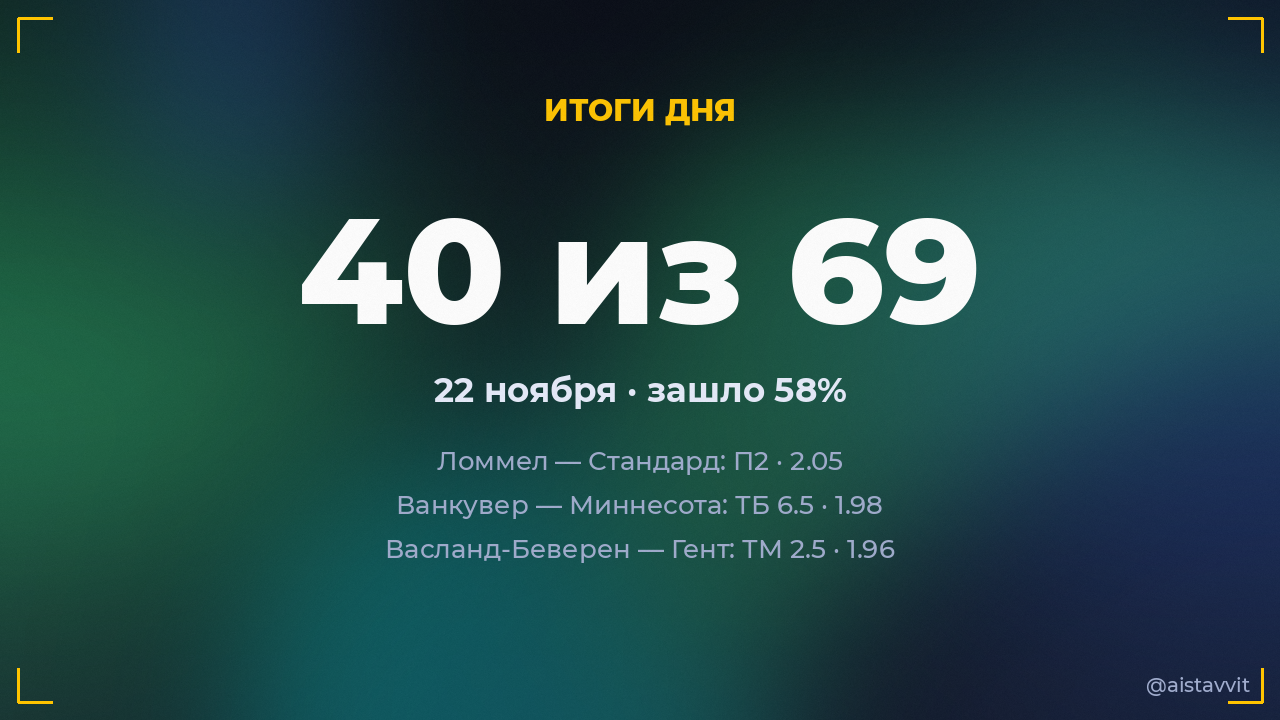 ИТОГИ ДНЯ
40 из 69
22 ноября · зашло 58%
Ломмел — Стандард: П2 · 2.05
Ванкувер — Миннесота: ТБ 6.5 · 1.98
Васланд-Беверен — Гент: ТМ 2.5 · 1.96
@aistavvit